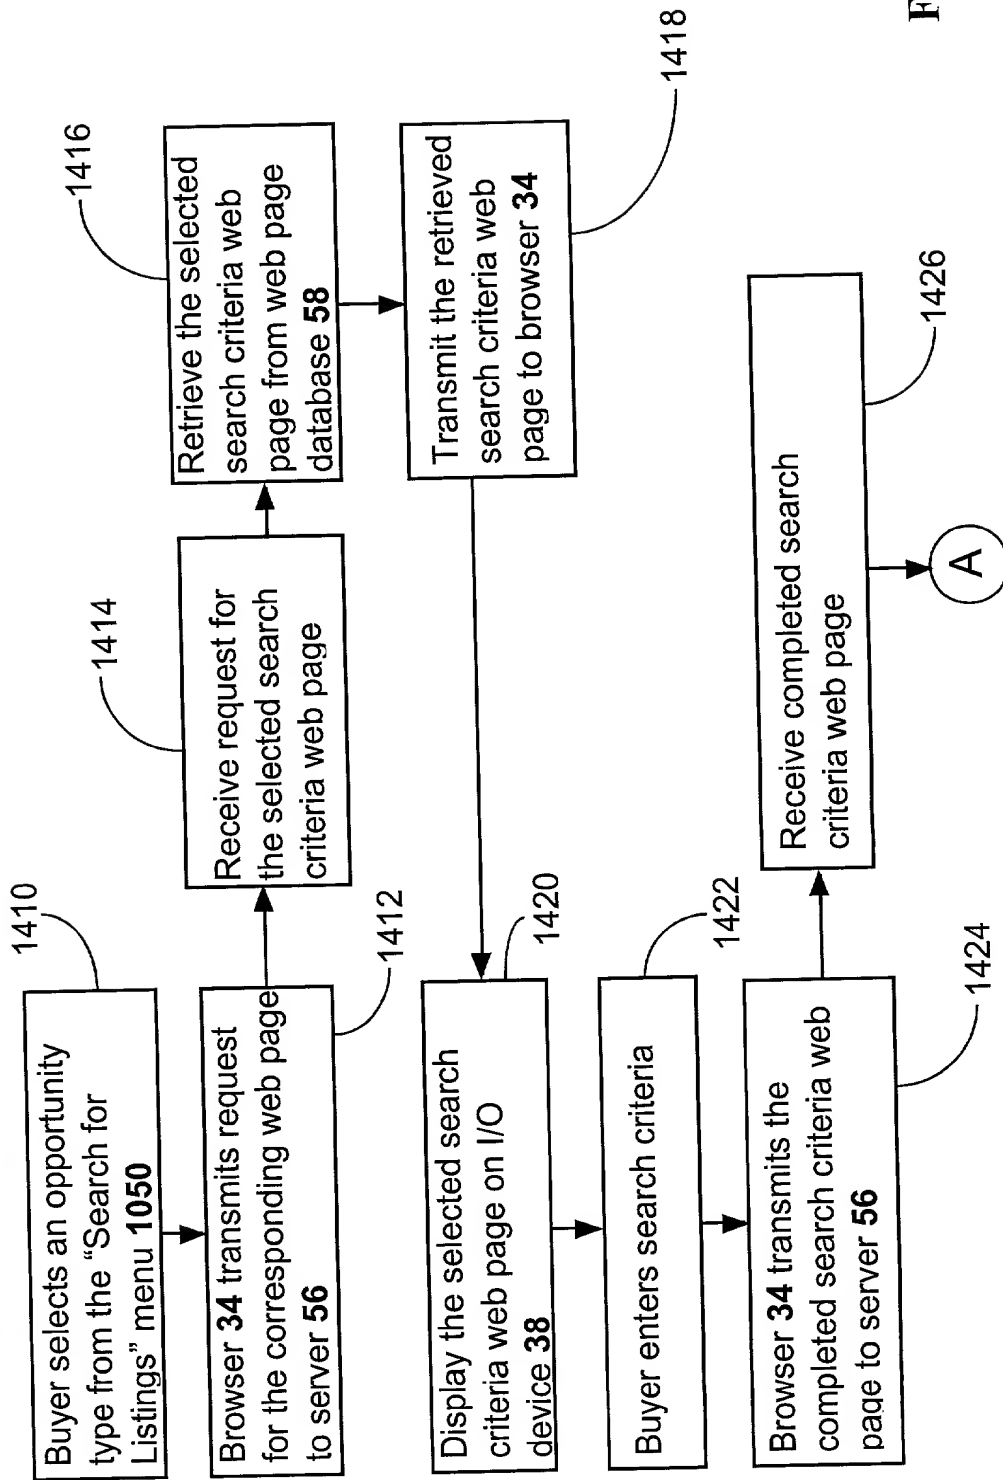 1410
Buyer selects an opportunity
type from the “Search for
Listings” menu 1050
1412
Browser 34 transmits request
for the corresponding web page
to server 56
1414
Receive request for
the selected search
criteria web page
1416
Retrieve the selected
search criteria web
page from web page
database 58
1418
Transmit the retrieved
search criteria web
page to browser 34
1420
Display the selected search
criteria web page on I/O
device 38
1422
Buyer enters search criteria
1424
Browser 34 transmits the
completed search criteria web
page to server 56
1426
Receive completed search
criteria web page
A
F